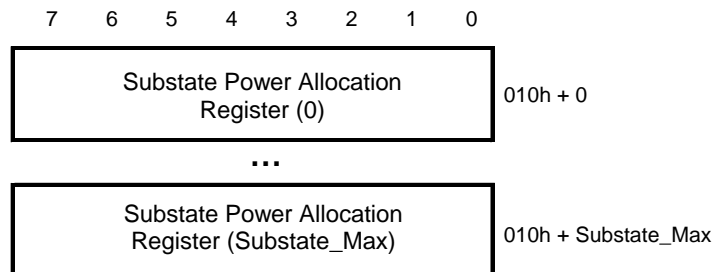 7 6 5 4 3 2 1 0
Substate Power Allocation
Register (0)
010h + 0
...
Substate Power Allocation
Register (Substate_Max)
010h + Substate_Max